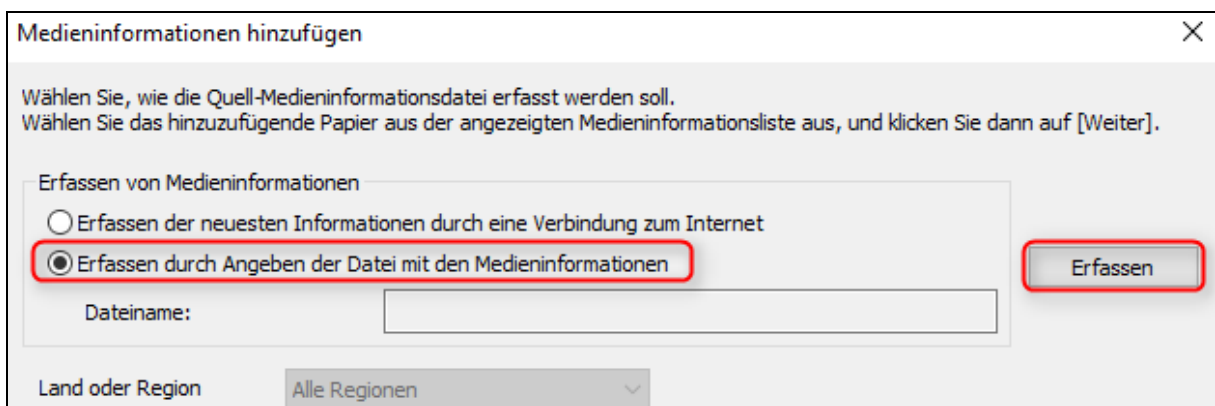 Medieninformationen hinzufügen
Wählen Sie, wie die Quell-Medieninformationsdatei erfasst werden soll.
Wählen Sie das hinzuzufügende Papier aus der angezeigten Medieninformationsliste aus, und klicken Sie dann auf [Weiter].
Erfassen von Medieninformationen
Erfassen der neuesten Informationen durch eine Verbindung zum Internet
Erfassen durch Angeben der Datei mit den Medieninformationen
Erfassen
Dateiname:
Land oder Region Alle Regionen